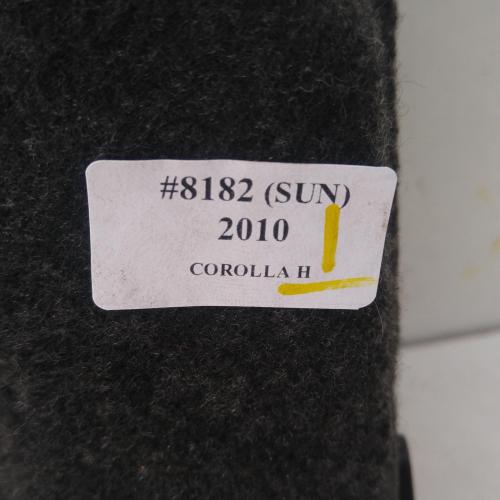 #8182 (SUN)
2010
COROLLA H